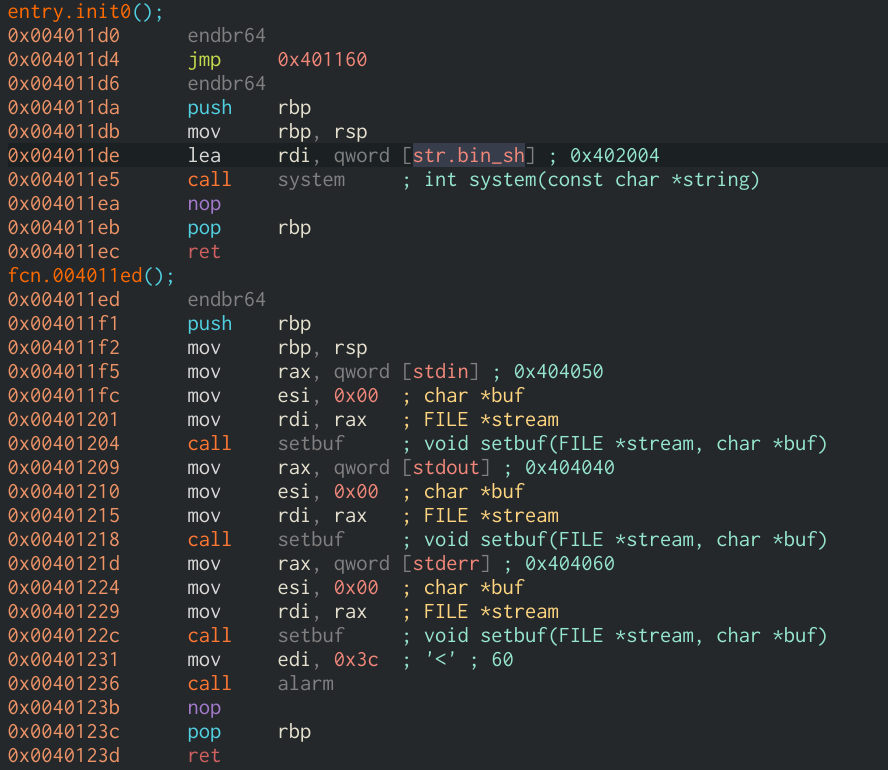 entry.init0();
0x004011d0 endbr64
0x004011d4 jmp 0x401160
0x004011d6 endbr64
0x004011da push rbp
0x004011db mov rbp, rsp
0x004011de lea rdi, qword [str.bin_sh] ; 0x402004
0x004011e5 call system ; int system(const char *string)
0x004011ea nop
0x004011eb pop rbp
0x004011ec ret
fcn.004011ed();
0x004011ed endbr64
0x004011f1 push rbp
0x004011f2 mov rbp, rsp
0x004011f5 mov rax, qword [stdin] ; 0x404050
0x004011fc mov esi, 0x00 ; char *buf
0x00401201 mov rdi, rax ; FILE *stream
0x00401204 call setbuf ; void setbuf(FILE *stream, char *buf)
0x00401209 mov rax, qword [stdout] ; 0x404040
0x00401210 mov esi, 0x00 ; char *buf
0x00401215 mov rdi, rax ; FILE *stream
0x00401218 call setbuf ; void setbuf(FILE *stream, char *buf)
0x0040121d mov rax, qword [stderr] ; 0x404060
0x00401224 mov esi, 0x00 ; char *buf
0x00401229 mov rdi, rax ; FILE *stream
0x0040122c call setbuf ; void setbuf(FILE *stream, char *buf)
0x00401231 mov edi, 0x3c ; '<' ; 60
0x00401236 call alarm
0x0040123b nop
0x0040123c pop rbp
0x0040123d ret